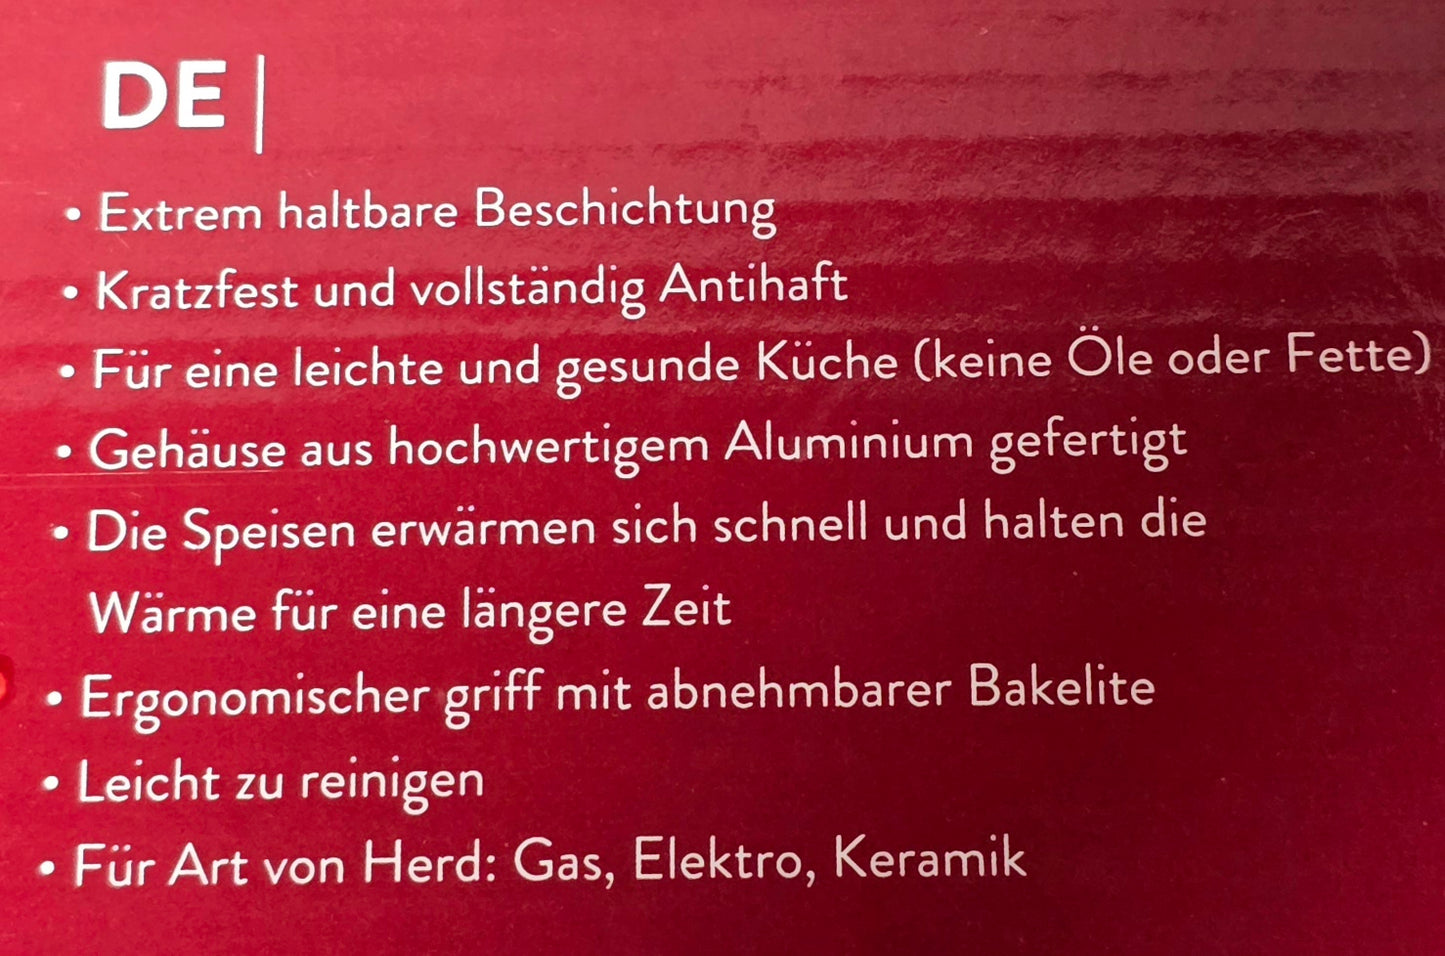 DE |
• Extrem haltbare Beschichtung
• Kratzfest und vollständig Antihaft
• Für eine leichte und gesunde Küche (keine Öle oder Fette)
• Gehäuse aus hochwertigem Aluminium gefertigt
• Die Speisen erwärmen sich schnell und halten die
Wärme für eine längere Zeit
• Ergonomischer griff mit abnehmbarer Bakelite
• Leicht zu reinigen
• Für Art von Herd: Gas, Elektro, Keramik